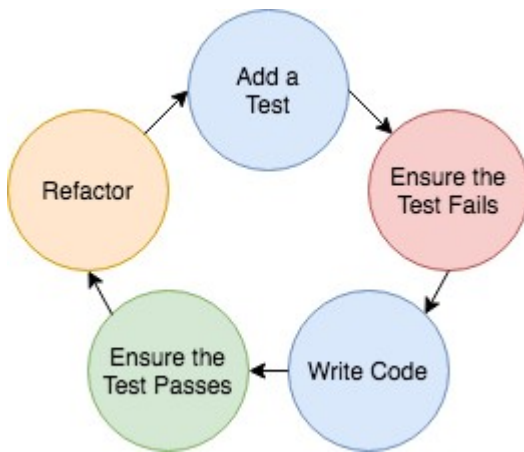 Add a
Test
Ensure the
Test Fails
Write Code
Ensure the
Test Passes
Refactor